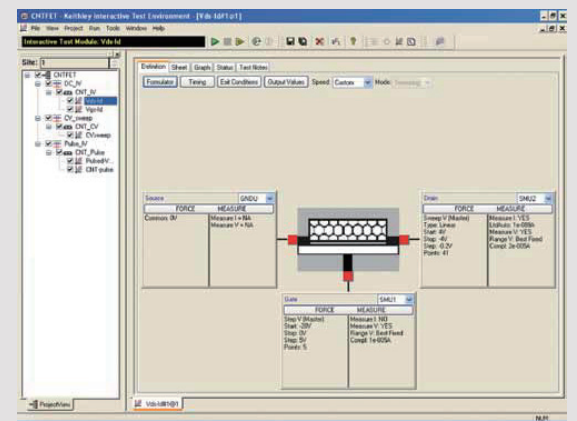 CNTFET - Keithley Interactive Test Environment - [Vds-Id#1@1]
File View Project Run Tools Window Help
Interactive Test Module: Vds-Id
Site: 1
CNTFET
DC_IV
CNT_IV
Vds-Id
Vgs-Id
CV_sweep
CNT_CV
CVsweep
Pulse_IV
CNT_Pulse
PulsedV...
CNT-pulse
ProjectView
Definition Sheet Graph Status Test Notes
Formulator Timing Exit Conditions Output Values Speed: Custom Mode: Sweeping
Source GNDU
FORCE MEASURE
Common: 0V
Measure I = NA
Measure V = NA
Drain SMU2
FORCE MEASURE
Sweep V (Master)
Type: Linear
Start: 4V
Stop: -4V
Step: -0.2V
Points: 41
Measure I: YES
Measure V: YES
Range V: Best Fixed
Compl: 2e-005A
Gate SMU1
FORCE MEASURE
Step V (Master)
Start: -20V
Stop: 0V
Step: 5V
Points: 5
Measure I: NO
Measure V: YES
Range V: Best Fixed
Compl: 1e-005A
Vds-Id#1@1
NUM